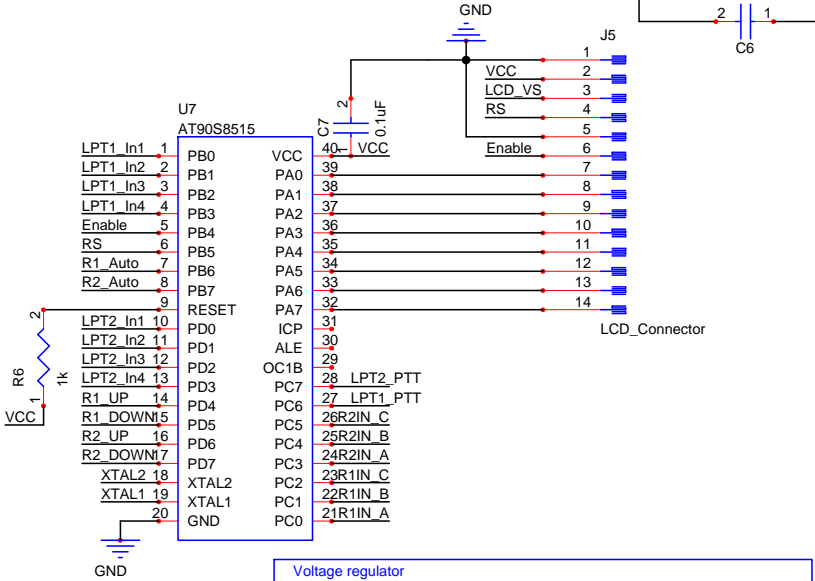 GND
2 1
C6
J5
1
VCC 2
LCD_VS 3
RS 4
5
Enable 6
7
8
9
10
11
12
13
14
LCD_Connector
2
C7
0.1uF
1
VCC
U7
AT90S8515
LPT1_In1 1 PB0 VCC 40
LPT1_In2 2 PB1 PA0 39
LPT1_In3 3 PB2 PA1 38
LPT1_In4 4 PB3 PA2 37
Enable 5 PB4 PA3 36
RS 6 PB5 PA4 35
R1_Auto 7 PB6 PA5 34
R2_Auto 8 PB7 PA6 33
9 RESET PA7 32
LPT2_In1 10 PD0 ICP 31
LPT2_In2 11 PD1 ALE 30
LPT2_In3 12 PD2 OC1B 29
LPT2_In4 13 PD3 PC7 28 LPT2_PTT
R1_UP 14 PD4 PC6 27 LPT1_PTT
R1_DOWN 15 PD5 PC5 26 R2IN_C
R2_UP 16 PD6 PC4 25 R2IN_B
R2_DOWN 17 PD7 PC3 24 R2IN_A
XTAL2 18 XTAL2 PC2 23 R1IN_C
XTAL1 19 XTAL1 PC1 22 R1IN_B
20 GND PC0 21 R1IN_A
2
R6
1k
1
VCC
GND
Voltage regulator